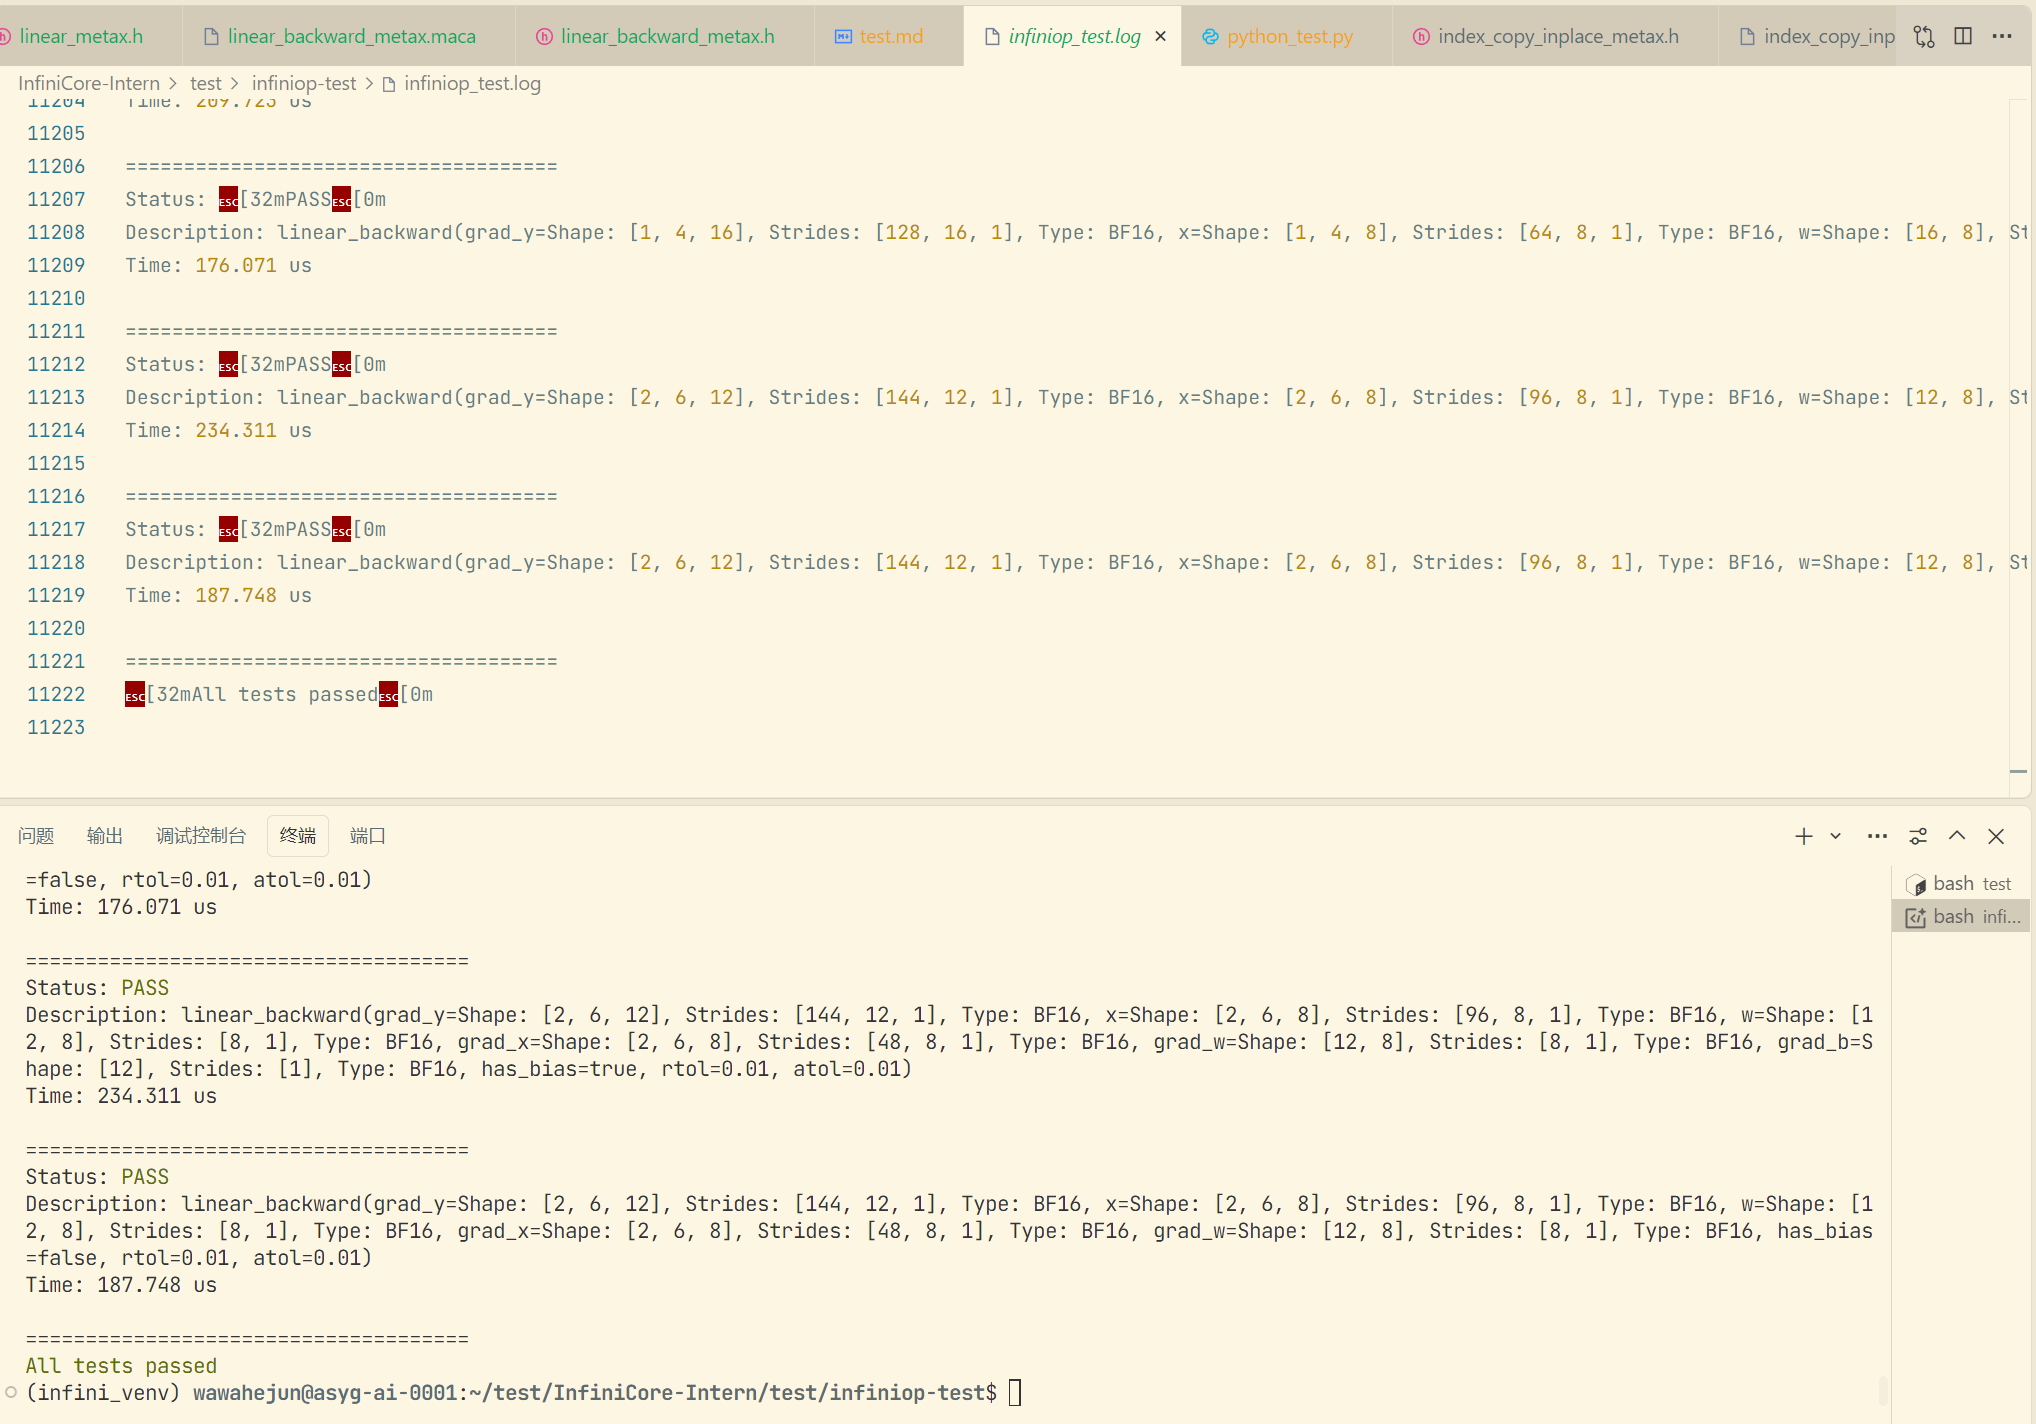 linear_metax.h linear_backward_metax.maca linear_backward_metax.h test.md infiniop_test.log python_test.py index_copy_inplace_metax.h index_copy_inp
InfiniCore-Intern > test > infiniop-test > infiniop_test.log
11204 Time: 209.723 us
11205
11206 =====================================
11207 Status: ESC[32mPASSESC[0m
11208 Description: linear_backward(grad_y=Shape: [1, 4, 16], Strides: [128, 16, 1], Type: BF16, x=Shape: [1, 4, 8], Strides: [64, 8, 1], Type: BF16, w=Shape: [16, 8], St
11209 Time: 176.071 us
11210
11211 =====================================
11212 Status: ESC[32mPASSESC[0m
11213 Description: linear_backward(grad_y=Shape: [2, 6, 12], Strides: [144, 12, 1], Type: BF16, x=Shape: [2, 6, 8], Strides: [96, 8, 1], Type: BF16, w=Shape: [12, 8], St
11214 Time: 234.311 us
11215
11216 =====================================
11217 Status: ESC[32mPASSESC[0m
11218 Description: linear_backward(grad_y=Shape: [2, 6, 12], Strides: [144, 12, 1], Type: BF16, x=Shape: [2, 6, 8], Strides: [96, 8, 1], Type: BF16, w=Shape: [12, 8], St
11219 Time: 187.748 us
11220
11221 =====================================
11222 ESC[32mAll tests passedESC[0m
11223
问题 输出 调试控制台 终端 端口
=false, rtol=0.01, atol=0.01)
Time: 176.071 us
=====================================
Status: PASS
Description: linear_backward(grad_y=Shape: [2, 6, 12], Strides: [144, 12, 1], Type: BF16, x=Shape: [2, 6, 8], Strides: [96, 8, 1], Type: BF16, w=Shape: [1
2, 8], Strides: [8, 1], Type: BF16, grad_x=Shape: [2, 6, 8], Strides: [48, 8, 1], Type: BF16, grad_w=Shape: [12, 8], Strides: [8, 1], Type: BF16, grad_b=S
hape: [12], Strides: [1], Type: BF16, has_bias=true, rtol=0.01, atol=0.01)
Time: 234.311 us
=====================================
Status: PASS
Description: linear_backward(grad_y=Shape: [2, 6, 12], Strides: [144, 12, 1], Type: BF16, x=Shape: [2, 6, 8], Strides: [96, 8, 1], Type: BF16, w=Shape: [1
2, 8], Strides: [8, 1], Type: BF16, grad_x=Shape: [2, 6, 8], Strides: [48, 8, 1], Type: BF16, grad_w=Shape: [12, 8], Strides: [8, 1], Type: BF16, has_bias
=false, rtol=0.01, atol=0.01)
Time: 187.748 us
=====================================
All tests passed
(infini_venv) wawahejun@asyg-ai-0001:~/test/InfiniCore-Intern/test/infiniop-test$
bash test
bash infi...